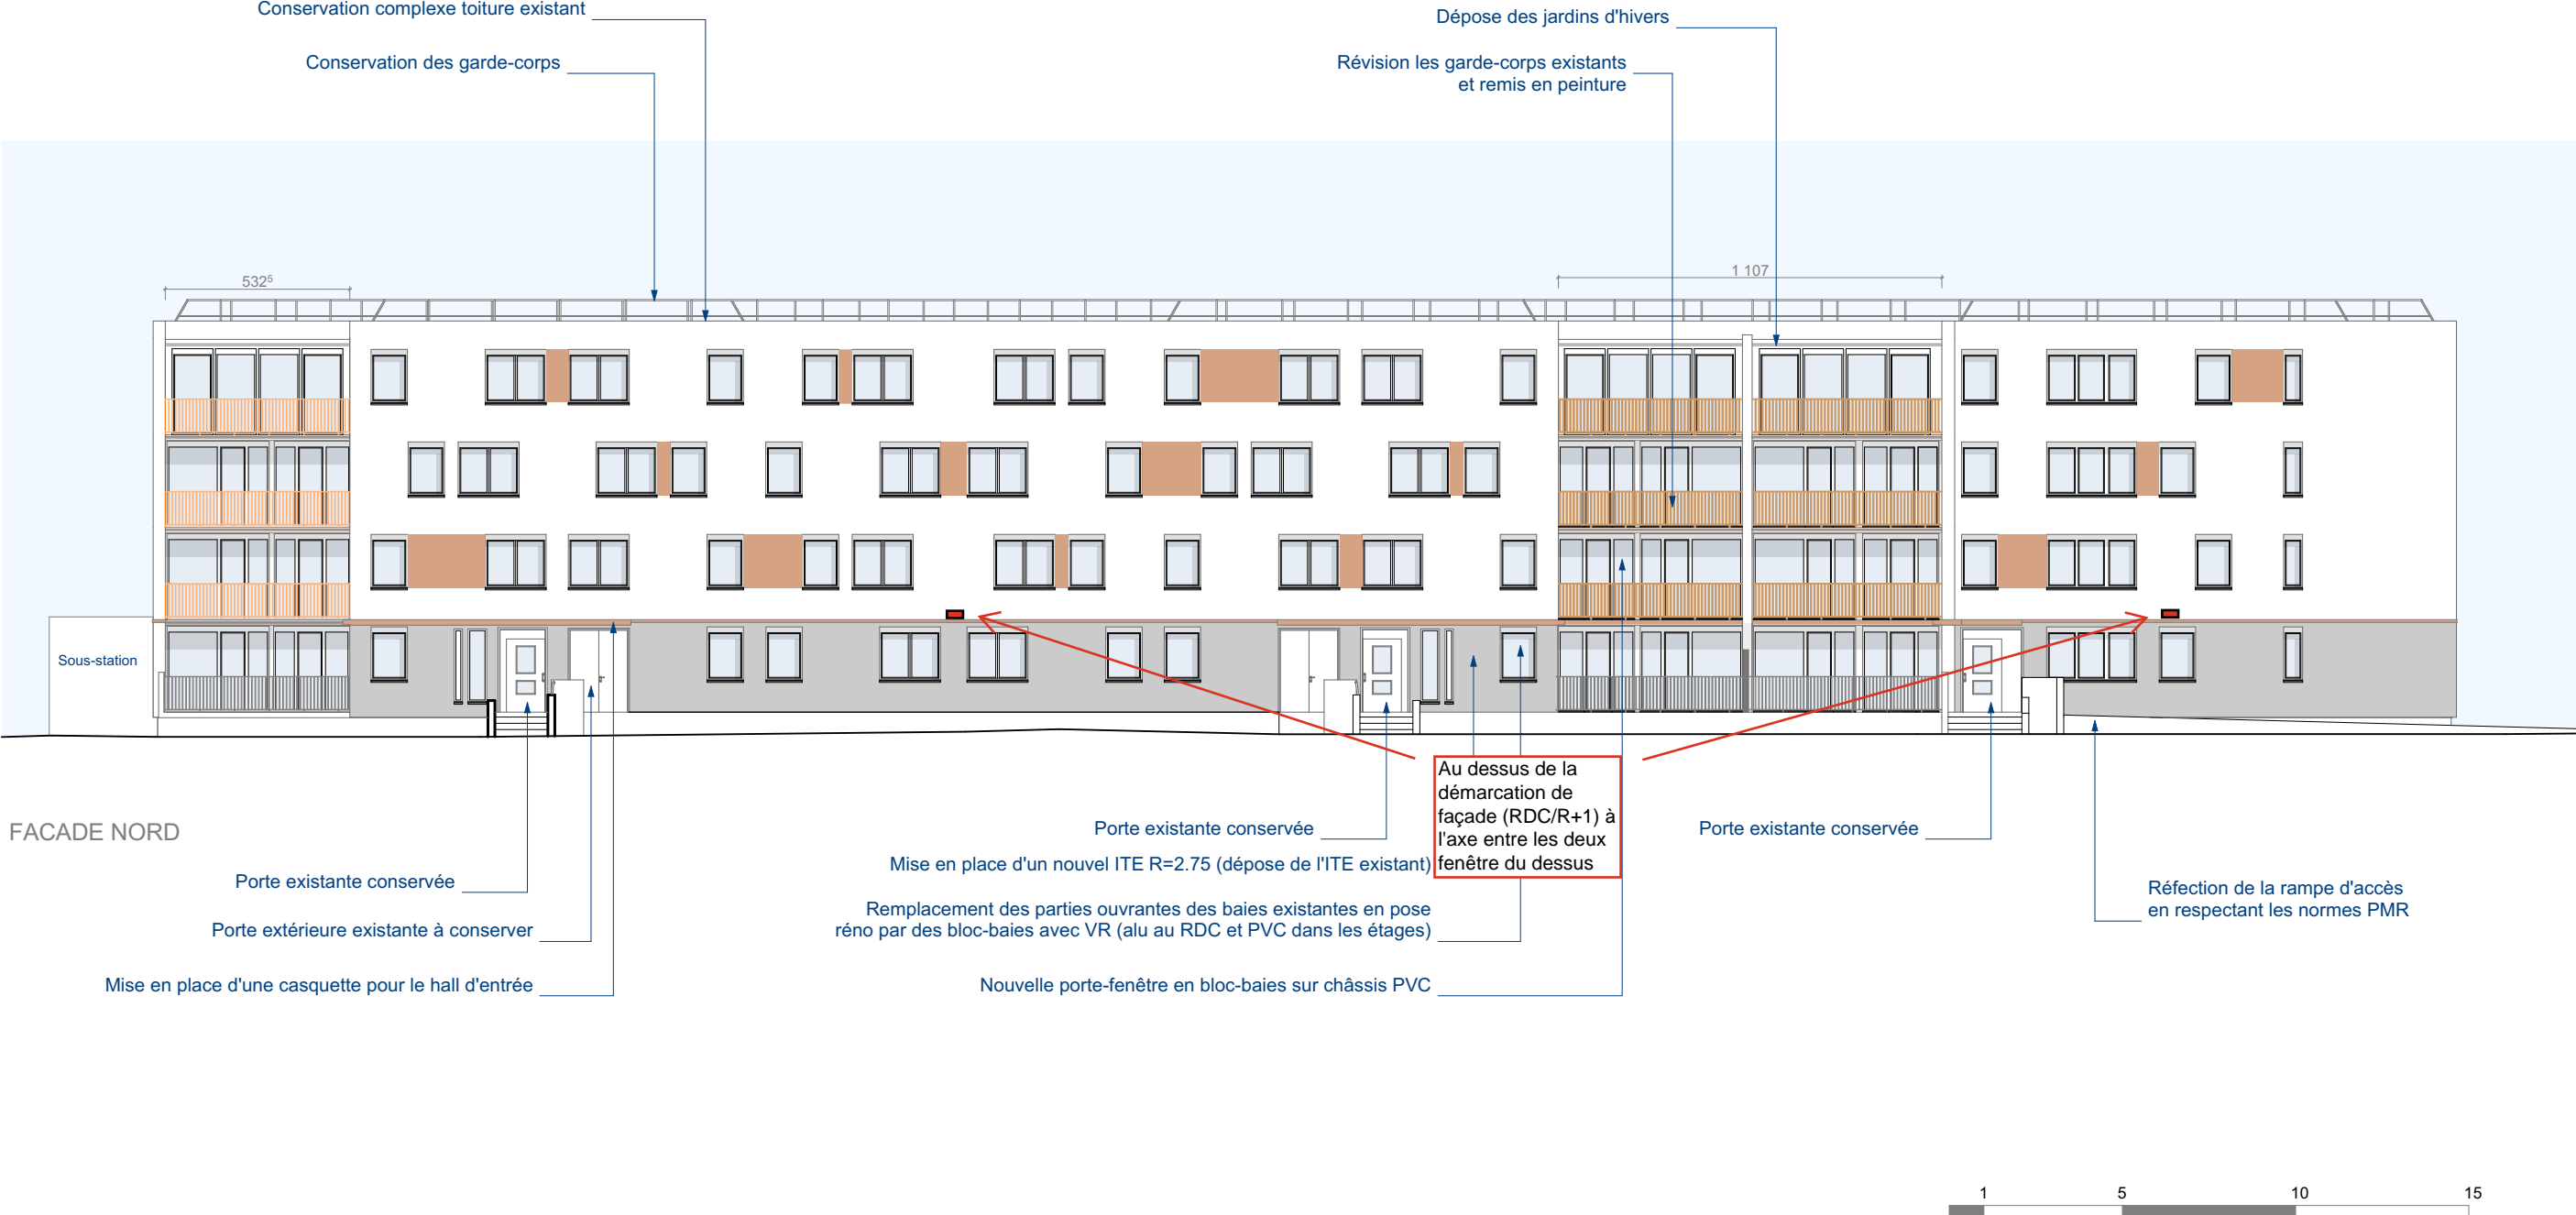 Conservation complexe toiture existant
Dépose des jardins d'hivers
Conservation des garde-corps
Révision les garde-corps existants
et remis en peinture
532⁵
1 107
Sous-station
Au dessus de la
démarcation de
façade (RDC/R+1) à
l'axe entre les deux
fenêtre du dessus
FACADE NORD
Porte existante conservée
Porte existante conservée
Mise en place d'un nouvel ITE R=2.75 (dépose de l'ITE existant)
Porte existante conservée
Réfection de la rampe d'accès
en respectant les normes PMR
Remplacement des parties ouvrantes des baies existantes en pose
réno par des bloc-baies avec VR (alu au RDC et PVC dans les étages)
Porte extérieure existante à conserver
Mise en place d'une casquette pour le hall d'entrée
Nouvelle porte-fenêtre en bloc-baies sur châssis PVC
1 5 10 15